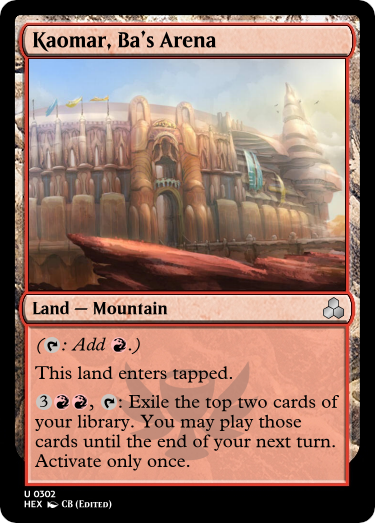 Kaomar, Ba's Arena
Land — Mountain
(T: Add R.)
This land enters tapped.
3RR, T: Exile the top two cards of
your library. You may play those
cards until the end of your next turn.
Activate only once.
U 0302
HEX CB (Edited)